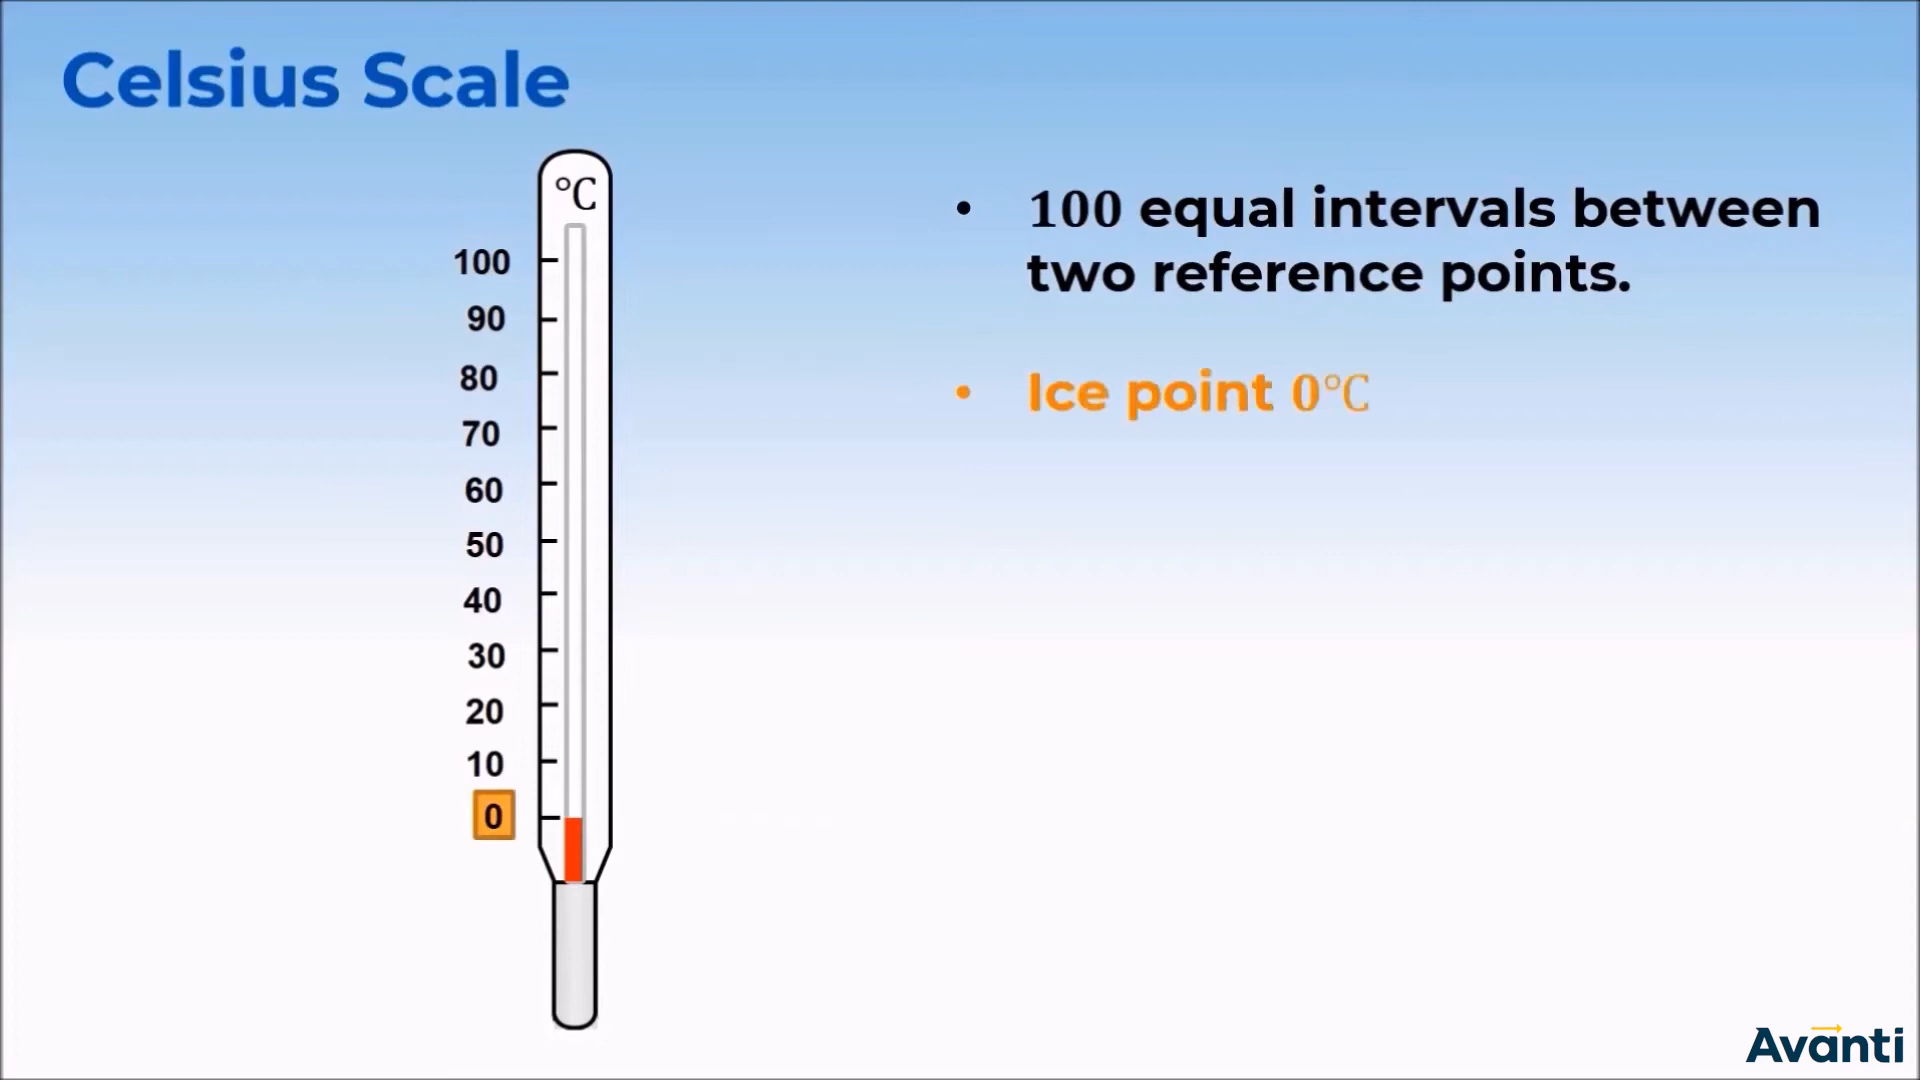 Celsius Scale
°C
100
90
80
70
60
50
40
30
20
10
0
• 100 equal intervals between
two reference points.
• Ice point 0°C
Avanti